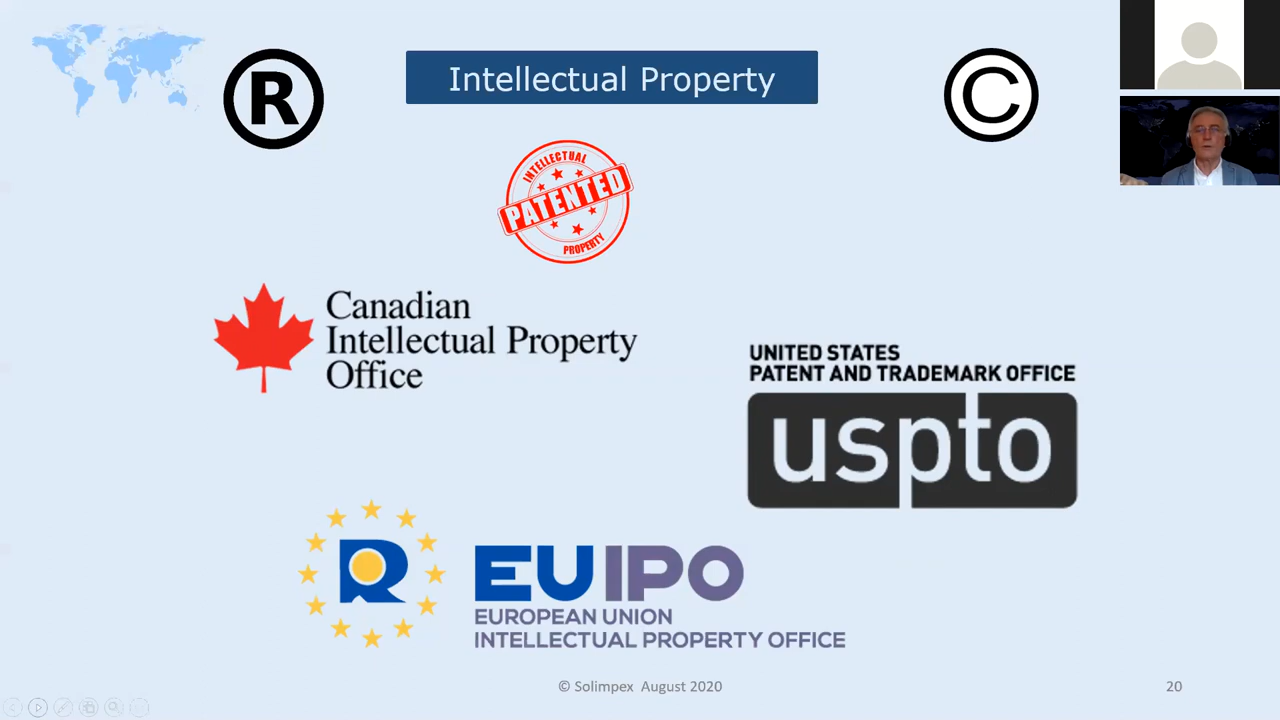 ®
Intellectual Property
©
INTELLECTUAL
PATENTED
PROPERTY
Canadian
Intellectual Property
Office
UNITED STATES
PATENT AND TRADEMARK OFFICE
uspto
R
EUIPO
EUROPEAN UNION
INTELLECTUAL PROPERTY OFFICE
© Solimpex August 2020
20